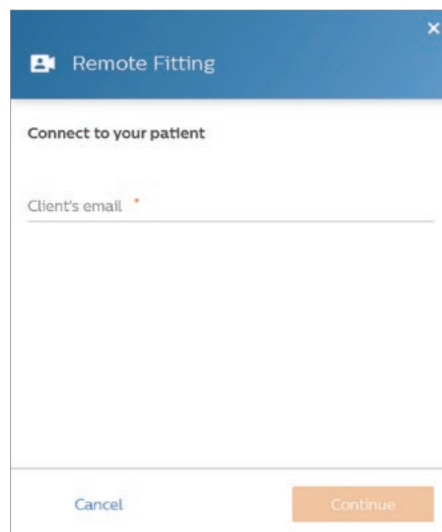 Remote Fitting
Connect to your patient
Client's email *
Cancel
Continue